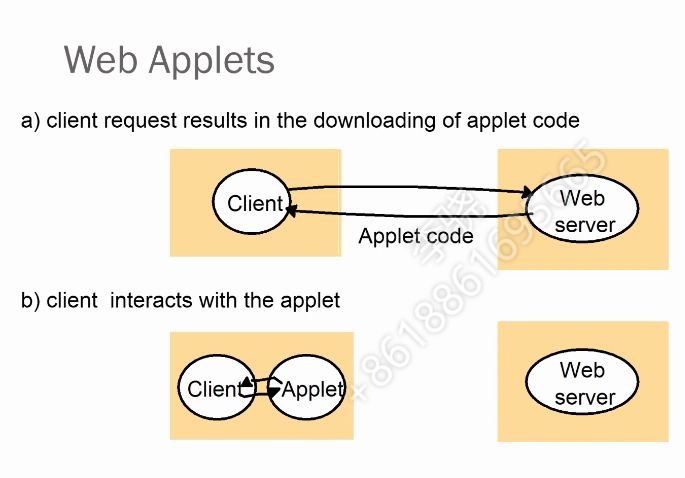 Web Applets
a) client request results in the downloading of applet code
Client
Web
server
Applet code
b) client  interacts with the applet
Client
Applet
Web
server